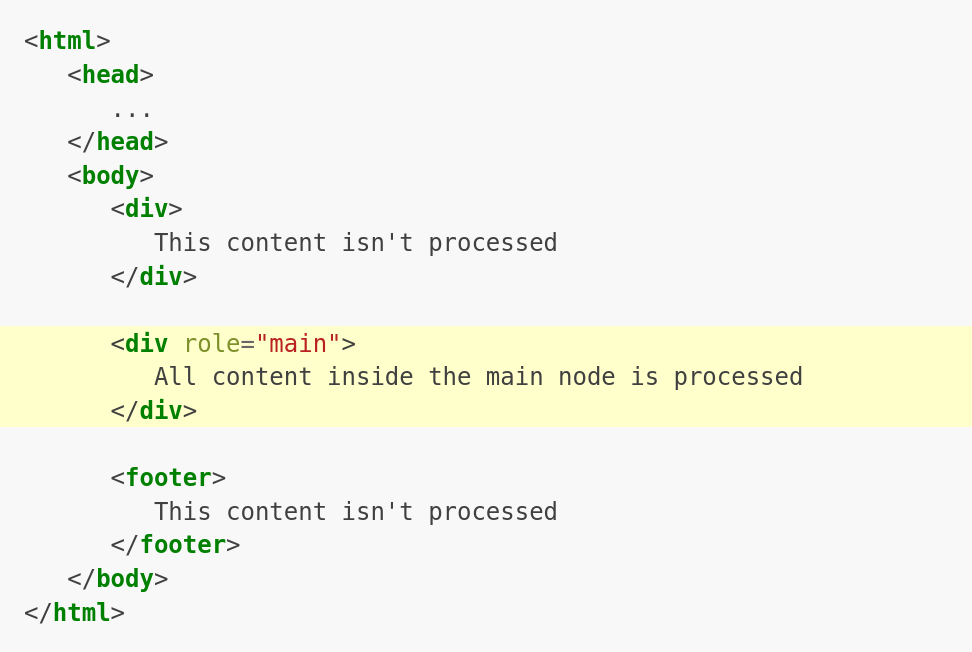 <html>
   <head>
      ...
   </head>
   <body>
      <div>
         This content isn't processed
      </div>

      <div role="main">
         All content inside the main node is processed
      </div>

      <footer>
         This content isn't processed
      </footer>
   </body>
</html>